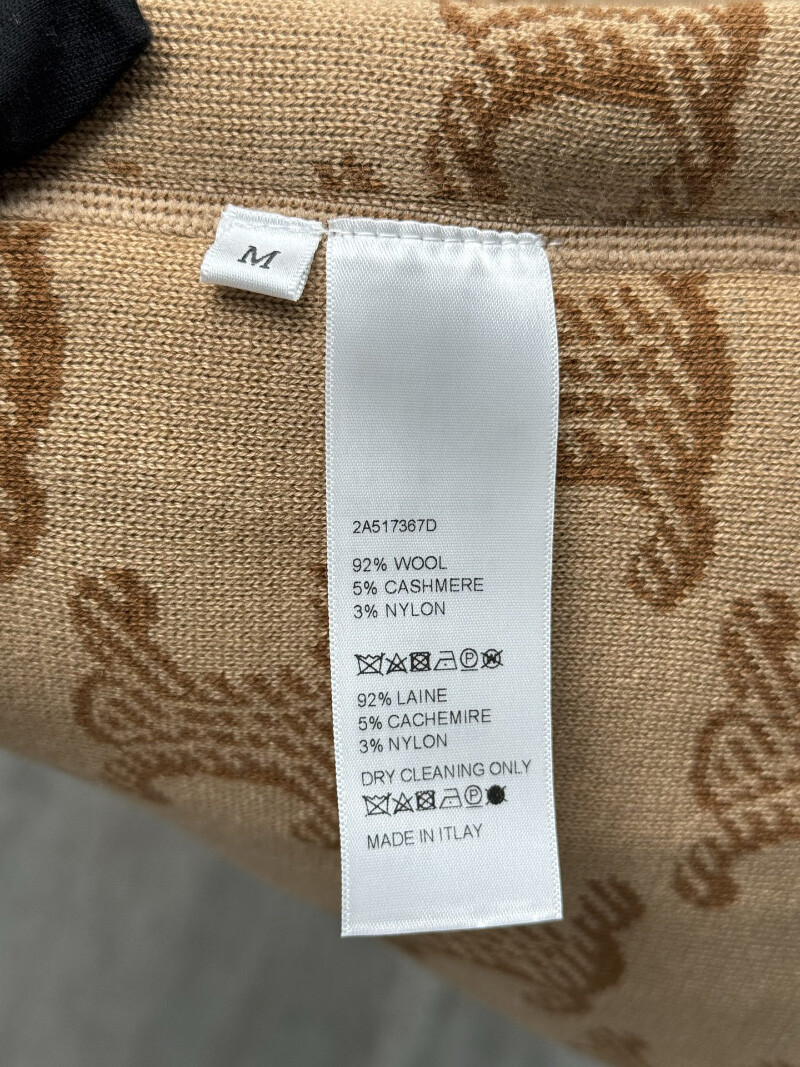 M
2A517367D
92% WOOL
5% CASHMERE
3% NYLON
92% LAINE
5% CACHEMIRE
3% NYLON
DRY CLEANING ONLY
MADE IN ITLAY